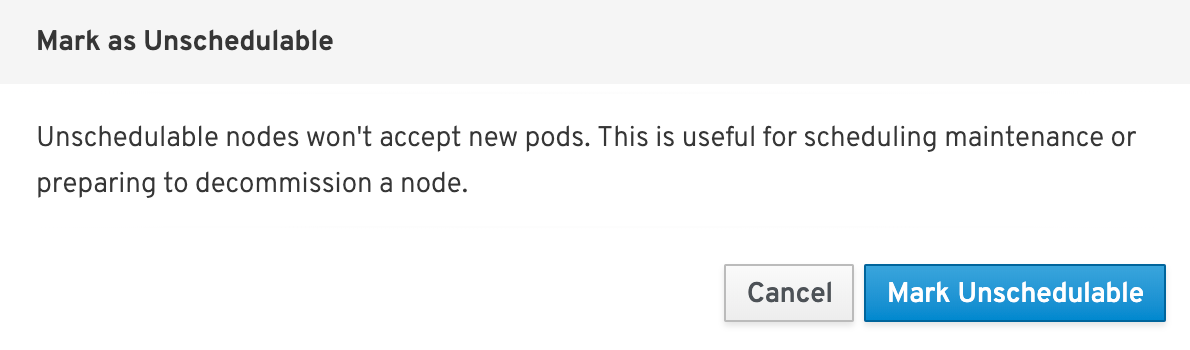 Mark as Unschedulable
Unschedulable nodes won't accept new pods. This is useful for scheduling maintenance or
preparing to decommission a node.
Cancel
Mark Unschedulable